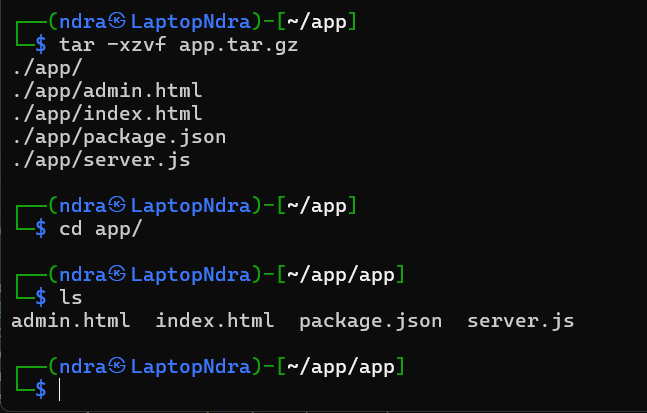 ┌──(ndra㉿LaptopNdra)-[~/app]
└─$ tar -xzvf app.tar.gz
./app/
./app/admin.html
./app/index.html
./app/package.json
./app/server.js
┌──(ndra㉿LaptopNdra)-[~/app]
└─$ cd app/
┌──(ndra㉿LaptopNdra)-[~/app/app]
└─$ ls
admin.html  index.html  package.json  server.js
┌──(ndra㉿LaptopNdra)-[~/app/app]
└─$